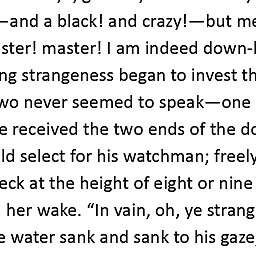 —and a black! and crazy!—but me
ster! master! I am indeed down-
ng strangeness began to invest th
wo never seemed to speak—one
e received the two ends of the do
ld select for his watchman; freely
eck at the height of eight or nine
her wake. “In vain, oh, ye strang
e water sank and sank to his gaze,